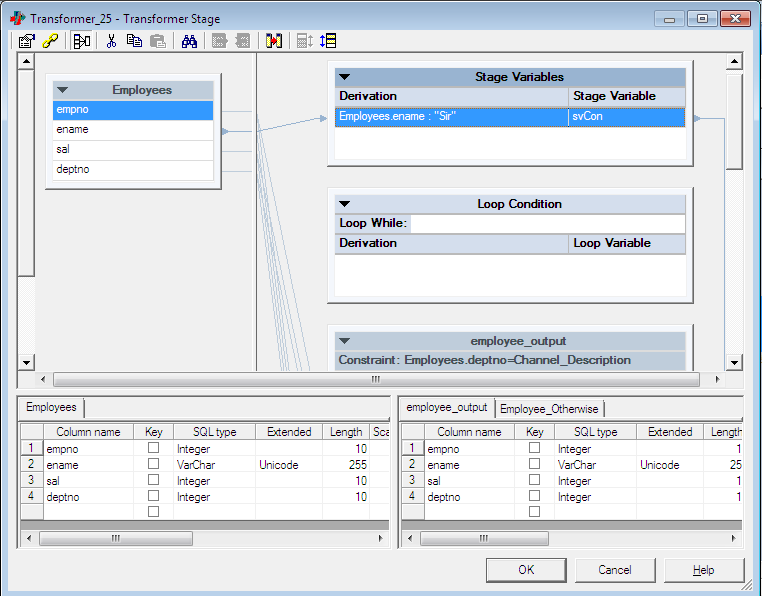 Transformer_25 - Transformer Stage
Employees
empno
ename
sal
deptno
Stage Variables
Derivation Stage Variable
Employees.ename : "Sir" svCon
Loop Condition
Loop While:
Derivation Loop Variable
employee_output
Constraint: Employees.deptno=Channel_Description
Employees
Column name Key SQL type Extended Length Sca
1 empno Integer 10
2 ename VarChar Unicode 255
3 sal Integer 10
4 deptno Integer 10
employee_output Employee_Otherwise
Column name Key SQL type Extended Length
1 empno Integer 1
2 ename VarChar Unicode 25
3 sal Integer 1
4 deptno Integer 1
OK Cancel Help